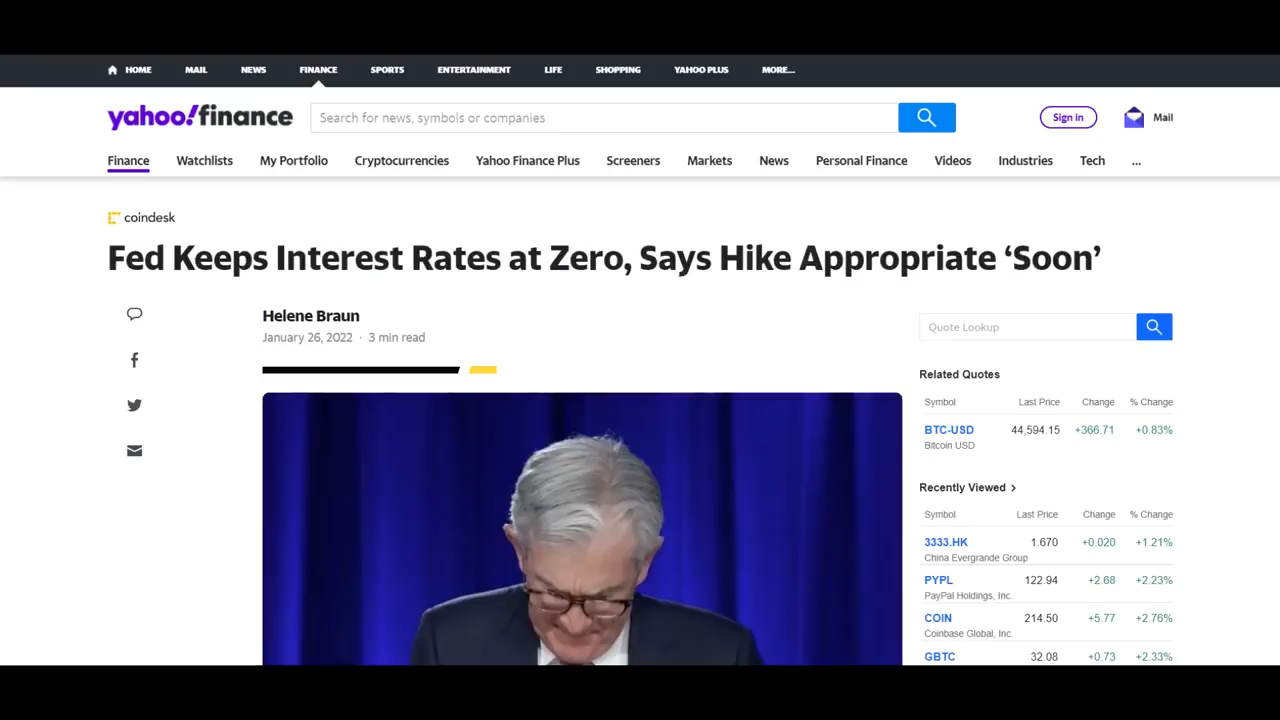 HOME MAIL NEWS FINANCE SPORTS ENTERTAINMENT LIFE SHOPPING YAHOO PLUS MORE...
yahoo!finance Search for news, symbols or companies Sign in Mail
Finance Watchlists My Portfolio Cryptocurrencies Yahoo Finance Plus Screeners Markets News Personal Finance Videos Industries Tech ...
coindesk
Fed Keeps Interest Rates at Zero, Says Hike Appropriate ‘Soon’
Helene Braun
January 26, 2022 · 3 min read
Quote Lookup
Related Quotes
Symbol Last Price Change % Change
BTC-USD 44,594.15 +366.71 +0.83%
Bitcoin USD
Recently Viewed >
Symbol Last Price Change % Change
3333.HK 1.670 +0.020 +1.21%
China Evergrande Group
PYPL 122.94 +2.68 +2.23%
PayPal Holdings, Inc.
COIN 214.50 +5.77 +2.76%
Coinbase Global, Inc.
GBTC 32.08 +0.73 +2.33%